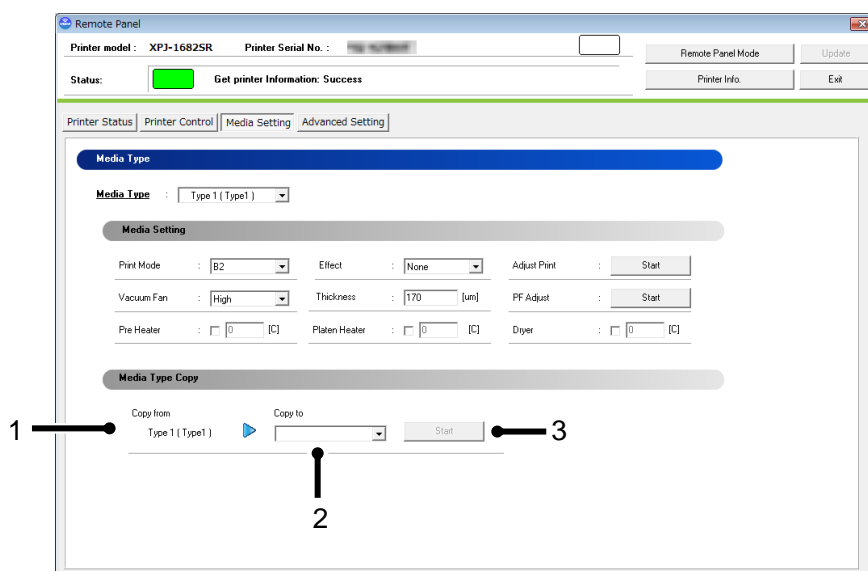 Remote Panel
Printer model : XPJ-1682SR Printer Serial No. :
Remote Panel Mode Update
Status: Get printer Information: Success
Printer Info. Exit
Printer Status Printer Control Media Setting Advanced Setting
Media Type
Media Type : Type 1 ( Type1 )
Media Setting
Print Mode : B2 Effect : None Adjust Print : Start
Vacuum Fan : High Thickness : 170 [um] PF Adjust : Start
Pre Heater : 0 [C] Platen Heater : 0 [C] Dryer : 0 [C]
Media Type Copy
Copy from Copy to
1 Type 1 ( Type1 ) Start 3
2